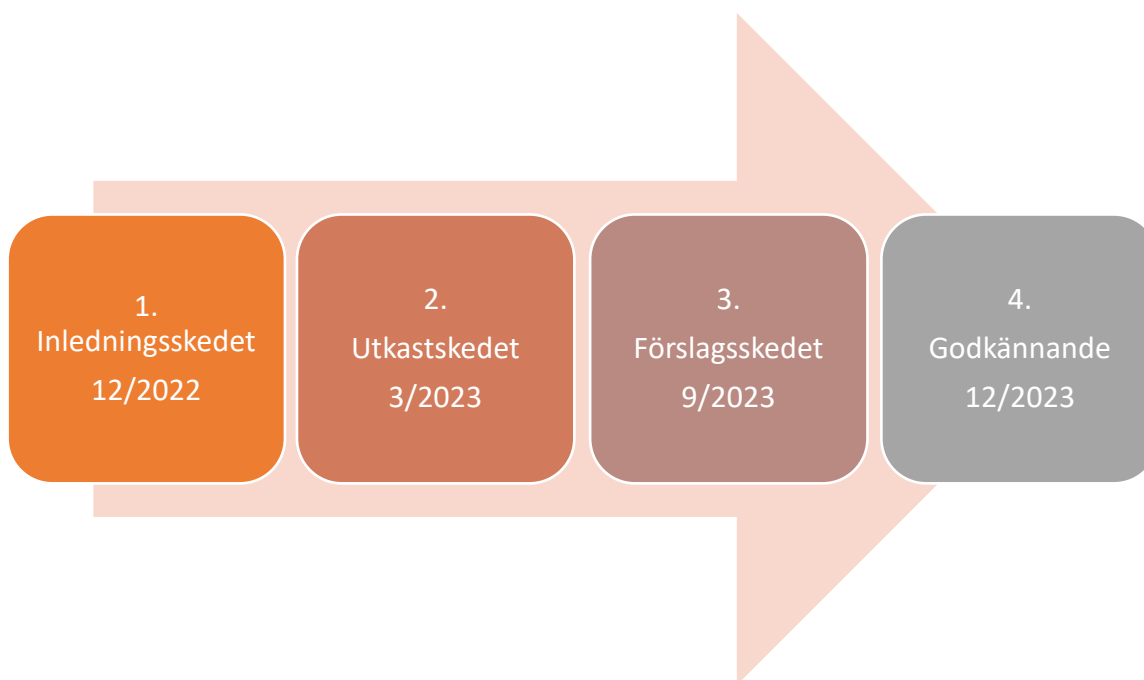 1.
Inledningsskedet
12/2022
2.
Utkastskedet
3/2023
3.
Förslagsskedet
9/2023
4.
Godkännande
12/2023